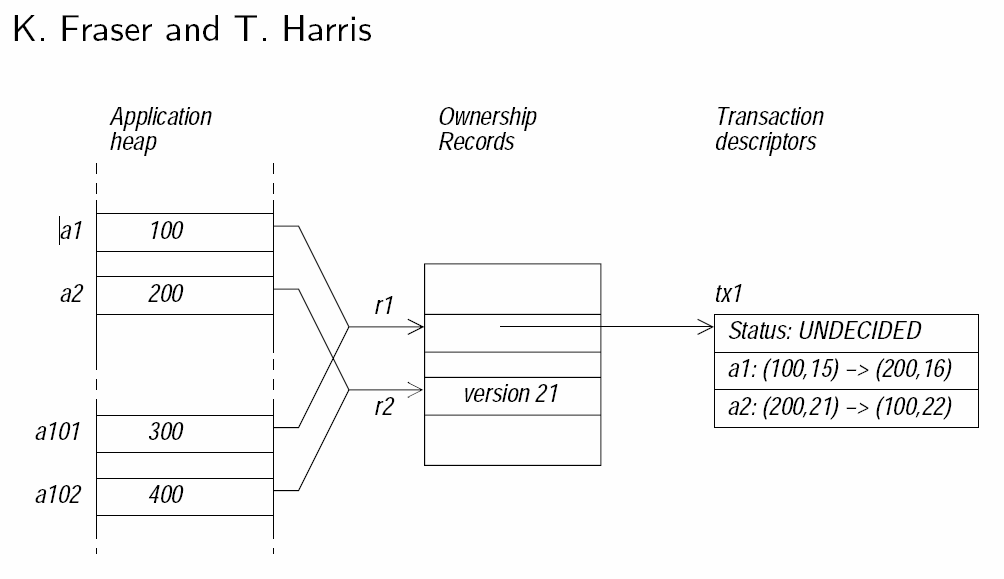 K. Fraser and T. Harris
Application
heap
Ownership
Records
Transaction
descriptors
a1
100
a2
200
r1
tx1
Status: UNDECIDED
a1: (100,15) –> (200,16)
version 21
r2
a2: (200,21) –> (100,22)
a101
300
a102
400